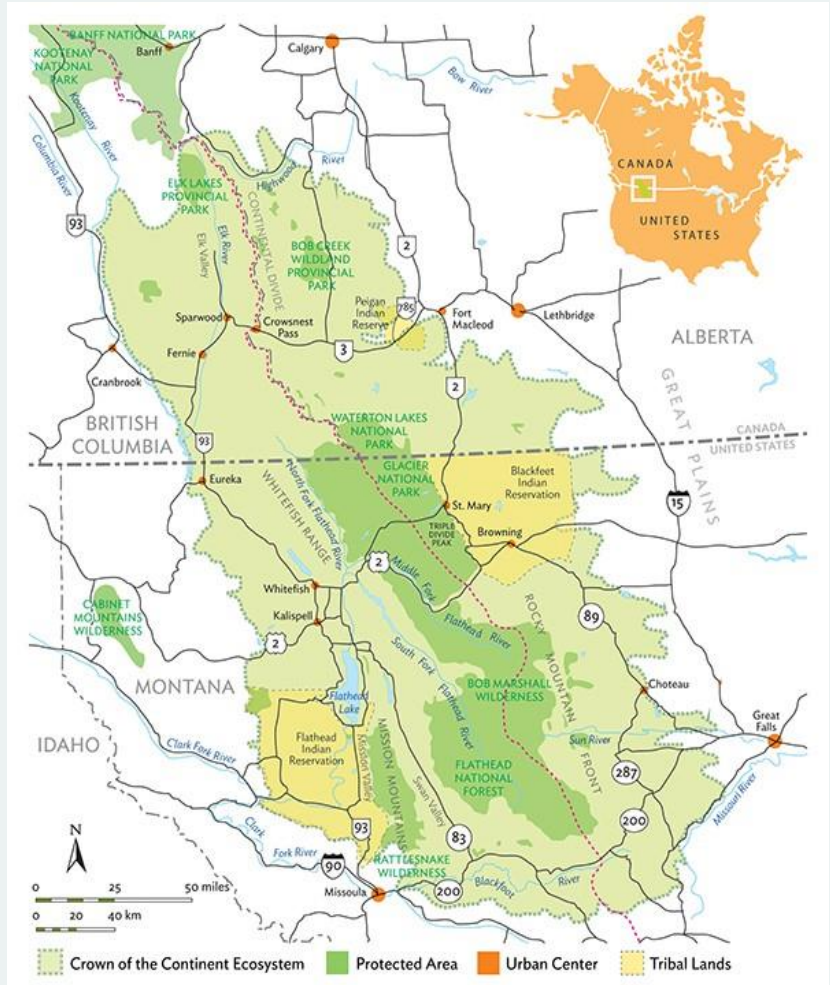 BANFF NATIONAL PARK
Banff
KOOTENAY
NATIONAL
PARK
Calgary
Bow River
Kootenay River
Columbia River
CANADA
UNITED
STATES
Highwood River
ELK LAKES
PROVINCIAL
PARK
93
CONTINENTAL DIVIDE
2
Elk River
Elk Valley
BOB CREEK
WILDLAND
PROVINCIAL
PARK
Peigan
Indian
Reserve
785
Sparwood
Crowsnest
Pass
Fort
Macleod
Lethbridge
ALBERTA
3
Fernie
Cranbrook
2
GREAT PLAINS
BRITISH
COLUMBIA
WATERTON LAKES
NATIONAL
PARK
CANADA
UNITED STATES
93
GLACIER
NATIONAL
PARK
Blackfeet
Indian
Reservation
Eureka
North Fork Flathead River
WHITEFISH RANGE
St. Mary
15
TRIPLE
DIVIDE
PEAK
Browning
2
Middle Fork
Flathead River
Whitefish
Kalispell
CABINET
MOUNTAINS
WILDERNESS
2
89
ROCKY MOUNTAIN FRONT
South Fork Flathead River
BOB MARSHALL
WILDERNESS
Choteau
MONTANA
Flathead
Lake
Great
Falls
IDAHO
Clark Fork River
Flathead
Indian
Reservation
Mission Valley
MISSION MOUNTAINS
Sun River
FLATHEAD
NATIONAL
FOREST
287
Swan Valley
Missouri River
200
93
83
Clark Fork River
N
RATTLESNAKE
WILDERNESS
90
Missoula
200
Blackfoot River
0 25 50 miles
0 20 40 km
Crown of the Continent Ecosystem
Protected Area
Urban Center
Tribal Lands